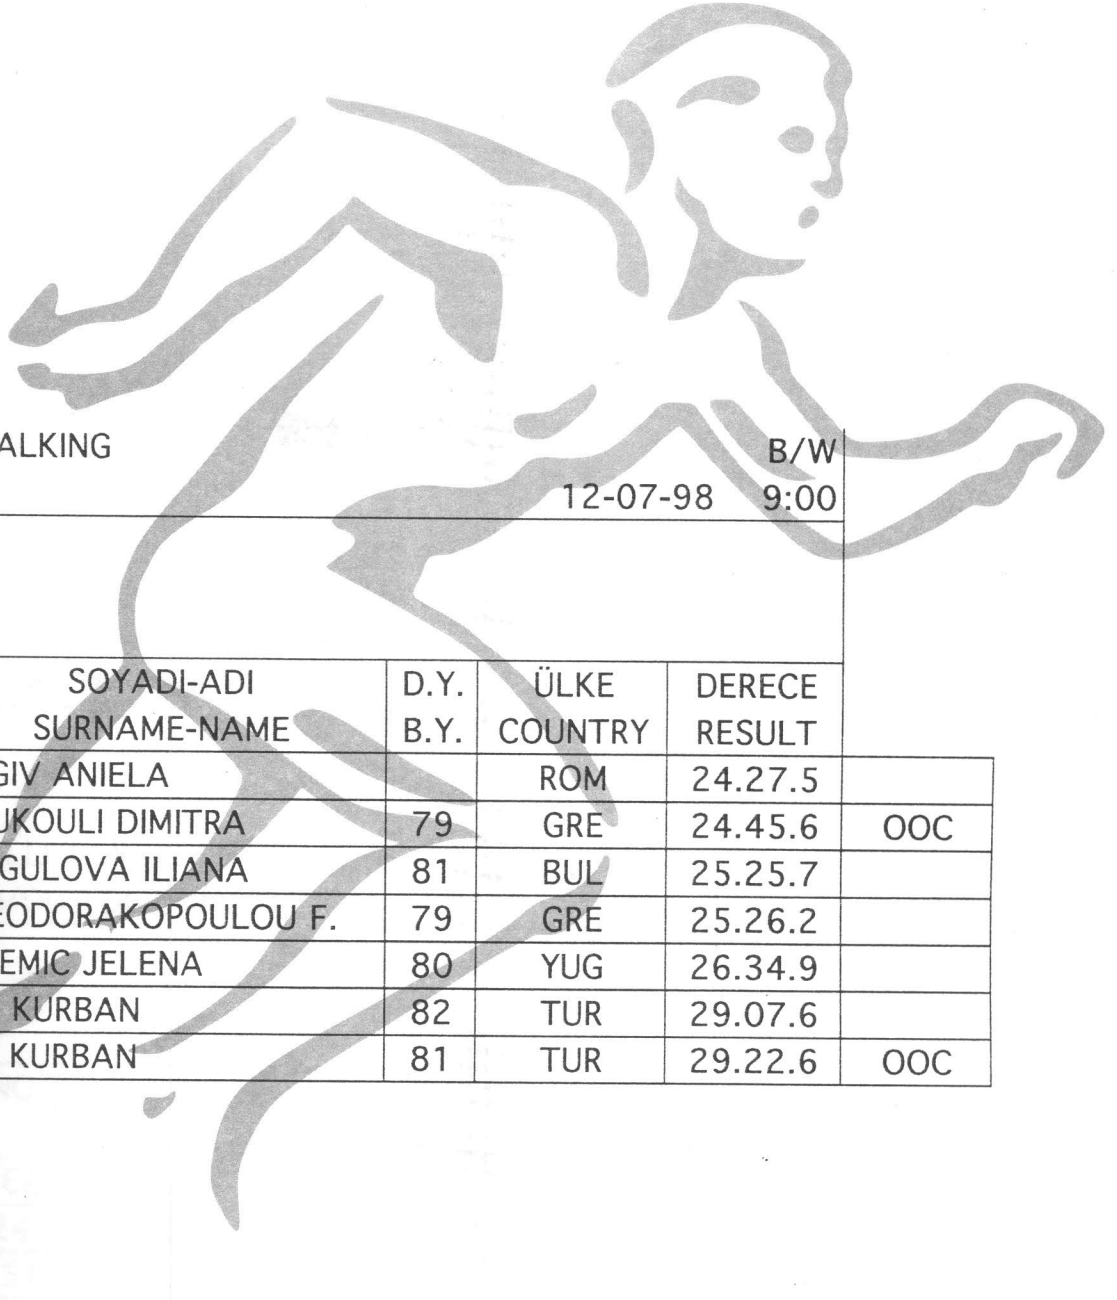 ALKING B/W
12-07-98 9:00
SOYADI-ADI D.Y. ÜLKE DERECE
SURNAME-NAME B.Y. COUNTRY RESULT
GIV ANIELA ROM 24.27.5
UKOULI DIMITRA 79 GRE 24.45.6 OOC
GULOVA ILIANA 81 BUL 25.25.7
EODORAKOPOULOU F. 79 GRE 25.26.2
EMIC JELENA 80 YUG 26.34.9
KURBAN 82 TUR 29.07.6
KURBAN 81 TUR 29.22.6 OOC